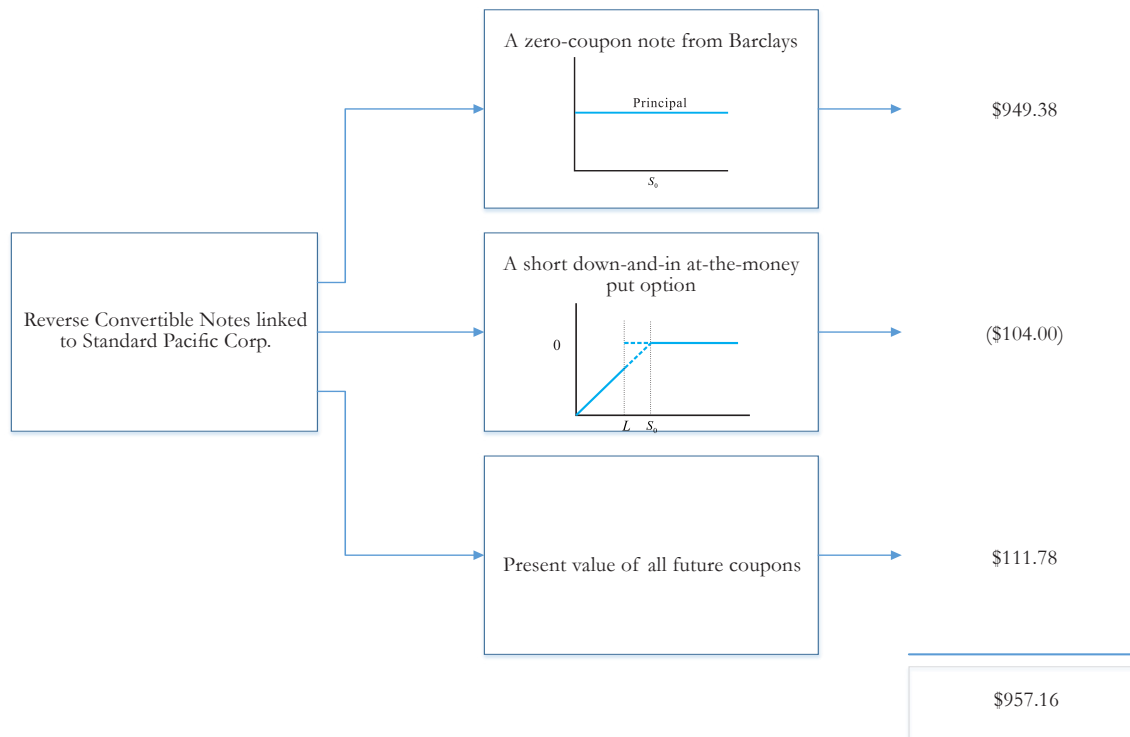 A zero-coupon note from Barclays
Principal
S₀
$949.38
Reverse Convertible Notes linked
to Standard Pacific Corp.
A short down-and-in at-the-money
put option
0
L S₀
($104.00)
Present value of all future coupons
$111.78
$957.16